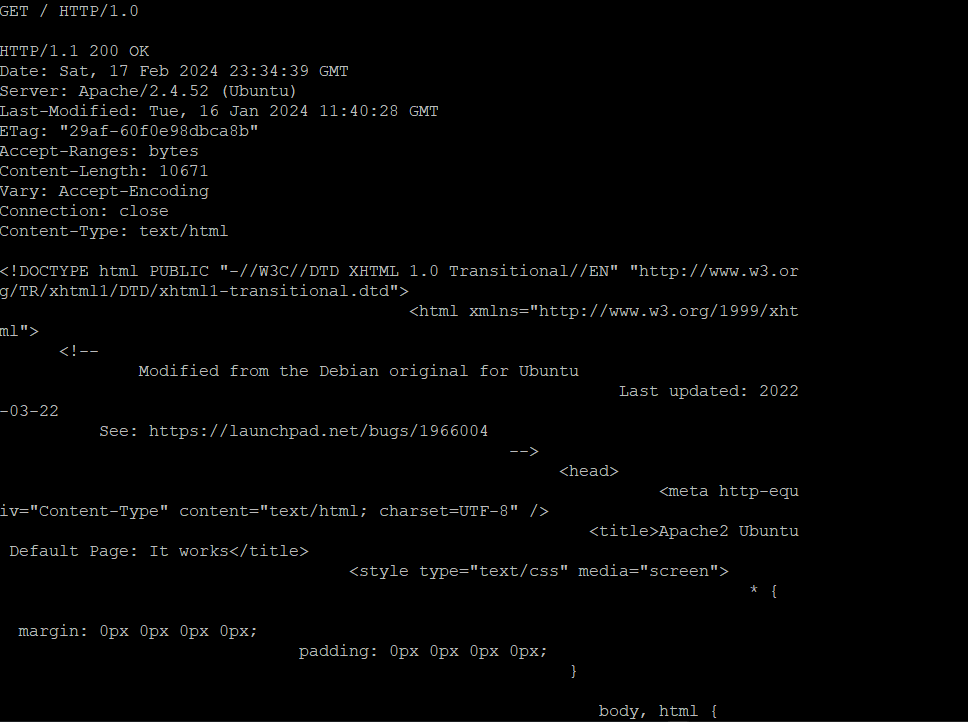 GET / HTTP/1.0
HTTP/1.1 200 OK
Date: Sat, 17 Feb 2024 23:34:39 GMT
Server: Apache/2.4.52 (Ubuntu)
Last-Modified: Tue, 16 Jan 2024 11:40:28 GMT
ETag: "29af-60f0e98dbca8b"
Accept-Ranges: bytes
Content-Length: 10671
Vary: Accept-Encoding
Connection: close
Content-Type: text/html
<!DOCTYPE html PUBLIC "-//W3C//DTD XHTML 1.0 Transitional//EN" "http://www.w3.or
g/TR/xhtml1/DTD/xhtml1-transitional.dtd">
<html xmlns="http://www.w3.org/1999/xht
ml">
<!--
Modified from the Debian original for Ubuntu
Last updated: 2022
-03-22
See: https://launchpad.net/bugs/1966004
-->
<head>
<meta http-equ
iv="Content-Type" content="text/html; charset=UTF-8" />
<title>Apache2 Ubuntu
Default Page: It works</title>
<style type="text/css" media="screen">
* {
margin: 0px 0px 0px 0px;
padding: 0px 0px 0px 0px;
}
body, html {